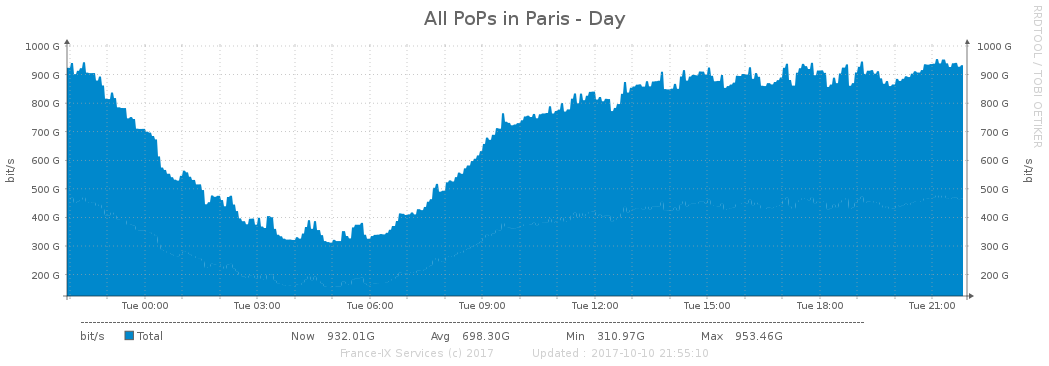 All PoPs in Paris - Day
RRDTOOL / TOBI OETIKER
bit/s
1000 G
900 G
800 G
700 G
600 G
500 G
400 G
300 G
200 G
1000 G
900 G
800 G
700 G
600 G
500 G
400 G
300 G
200 G
bit/s
Tue 00:00 Tue 03:00 Tue 06:00 Tue 09:00 Tue 12:00 Tue 15:00 Tue 18:00 Tue 21:00
bit/s Total Now 932.01G Avg 698.30G Min 310.97G Max 953.46G
France-IX Services (c) 2017 Updated : 2017-10-10 21:55:10